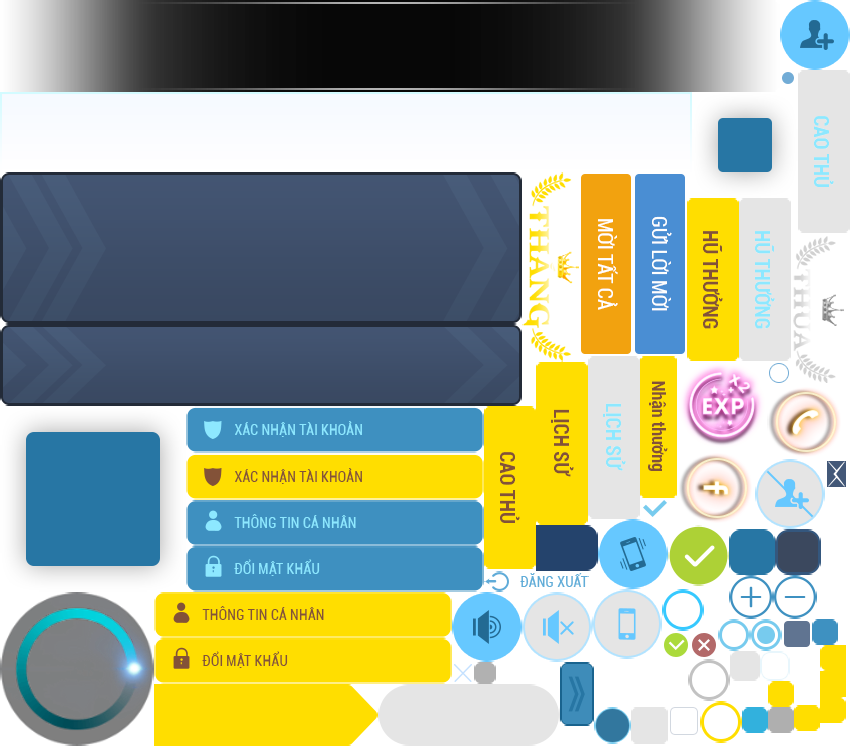 CAO THỦ
THẮNG
MỜI TẤT CẢ
GỬI LỜI MỜI
HŨ THƯỞNG
HŨ THƯỞNG
THUA
LỊCH SỬ
LỊCH SỬ
Nhận thưởng
X2
EXP
XÁC NHẬN TÀI KHOẢN
XÁC NHẬN TÀI KHOẢN
THÔNG TIN CÁ NHÂN
ĐỔI MẬT KHẨU
CAO THỦ
ĐĂNG XUẤT
THÔNG TIN CÁ NHÂN
ĐỔI MẬT KHẨU